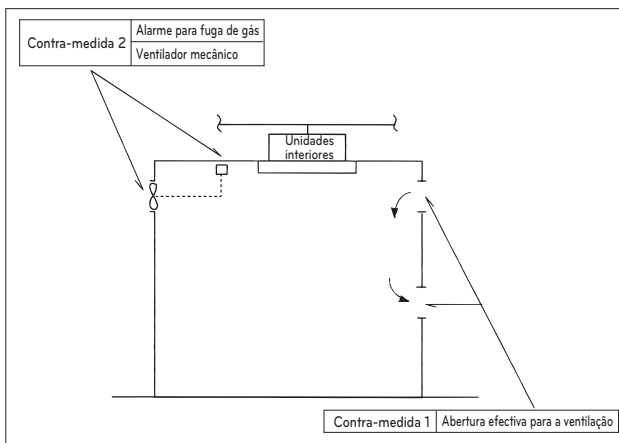 Contra-medida 2
Alarme para fuga de gás
Ventilador mecânico
Unidades
interiores
Contra-medida 1
Abertura efectiva para a ventilação